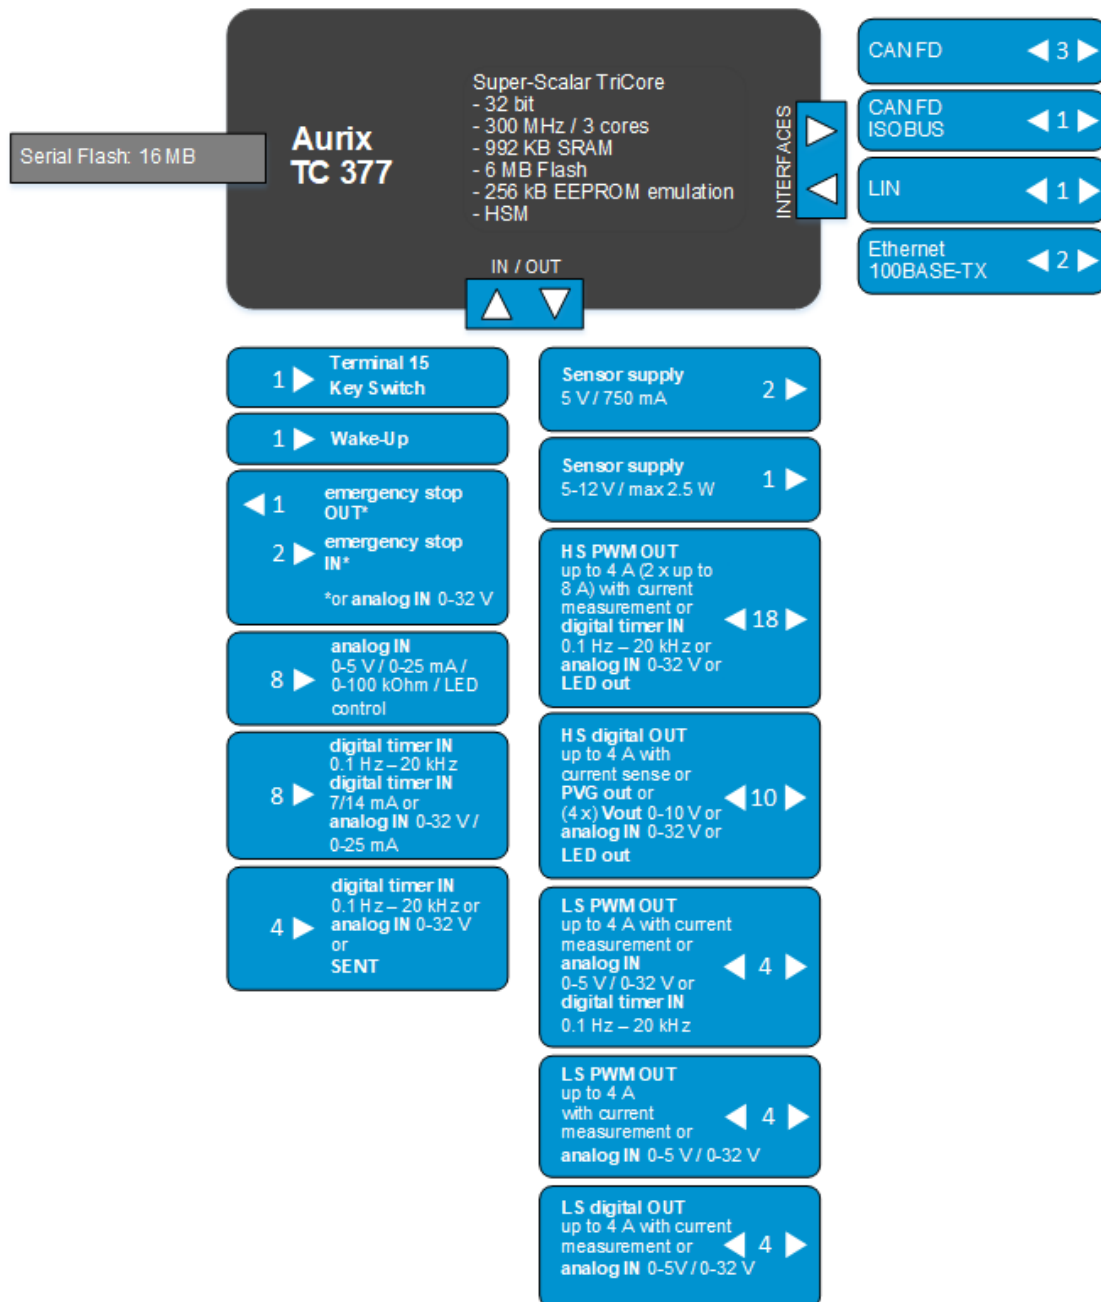 Serial Flash: 16 MB
Aurix
TC 377
Super-Scalar TriCore
- 32 bit
- 300 MHz / 3 cores
- 992 KB SRAM
- 6 MB Flash
- 256 kB EEPROM emulation
- HSM
INTERFACES
IN / OUT
CAN FD 3
CAN FD
ISOBUS 1
LIN 1
Ethernet
100BASE-TX 2
1 Terminal 15
Key Switch
1 Wake-Up
1 emergency stop
OUT*
2 emergency stop
IN*
*or analog IN 0-32 V
analog IN
0-5 V / 0-25 mA /
8 0-100 kOhm / LED
control
digital timer IN
0.1 Hz – 20 kHz
digital timer IN
8 7/14 mA or
analog IN 0-32 V /
0-25 mA
digital timer IN
0.1 Hz – 20 kHz or
4 analog IN 0-32 V
or
SENT
Sensor supply
5 V / 750 mA 2
Sensor supply
5-12 V / max 2.5 W 1
HS PWM OUT
up to 4 A (2 x up to
8 A) with current
measurement or
digital timer IN 18
0.1 Hz – 20 kHz or
analog IN 0-32 V or
LED out
HS digital OUT
up to 4 A with
current sense or
PVG out or 10
(4 x) Vout 0-10 V or
analog IN 0-32 V or
LED out
LS PWM OUT
up to 4 A with current
measurement or
analog IN 4
0-5 V / 0-32 V or
digital timer IN
0.1 Hz – 20 kHz
LS PWM OUT
up to 4 A
with current 4
measurement or
analog IN 0-5 V / 0-32 V
LS digital OUT
up to 4 A with current
measurement or 4
analog IN 0-5V / 0-32 V